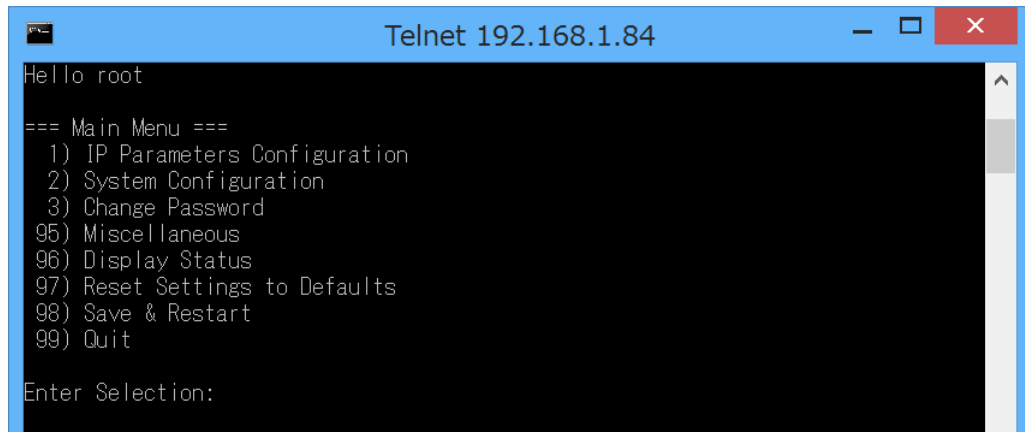 Telnet 192.168.1.84
Hello root
=== Main Menu ===
1) IP Parameters Configuration
2) System Configuration
3) Change Password
95) Miscellaneous
96) Display Status
97) Reset Settings to Defaults
98) Save & Restart
99) Quit
Enter Selection: